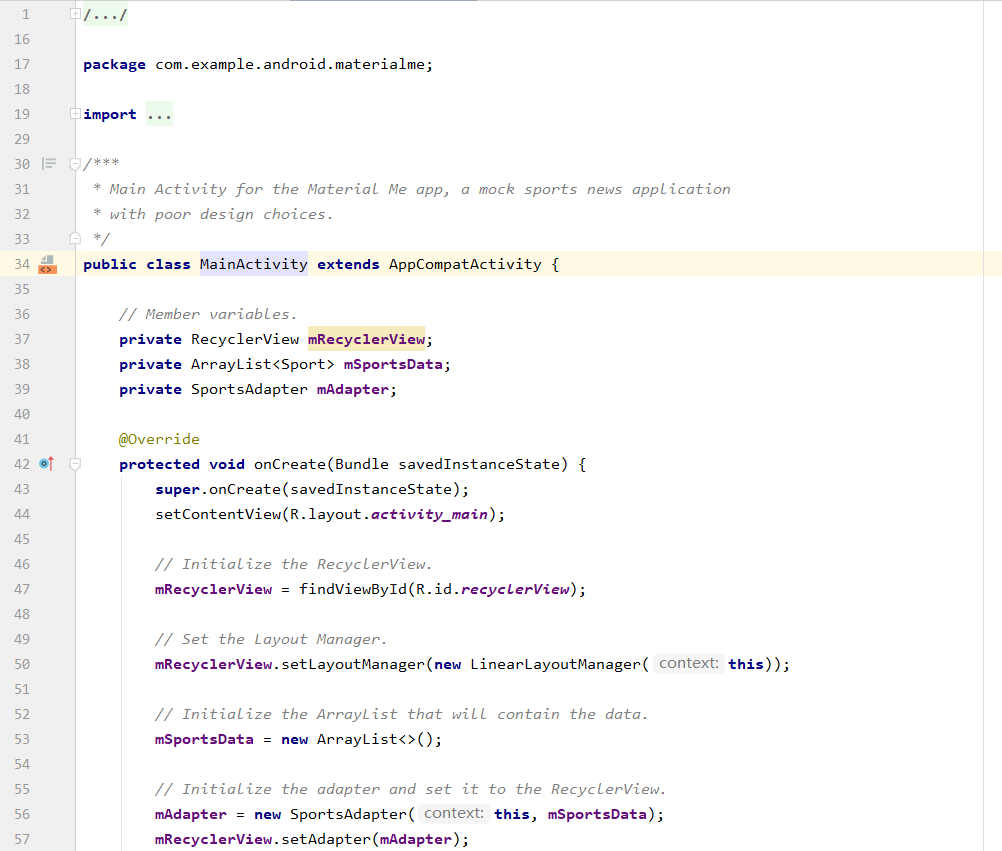 1 /.../
16
17 package com.example.android.materialme;
18
19 import ...
29
30 /***
31  * Main Activity for the Material Me app, a mock sports news application
32  * with poor design choices.
33  */
34 public class MainActivity extends AppCompatActivity {
35
36     // Member variables.
37     private RecyclerView mRecyclerView;
38     private ArrayList<Sport> mSportsData;
39     private SportsAdapter mAdapter;
40
41     @Override
42     protected void onCreate(Bundle savedInstanceState) {
43         super.onCreate(savedInstanceState);
44         setContentView(R.layout.activity_main);
45
46         // Initialize the RecyclerView.
47         mRecyclerView = findViewById(R.id.recyclerView);
48
49         // Set the Layout Manager.
50         mRecyclerView.setLayoutManager(new LinearLayoutManager( context: this));
51
52         // Initialize the ArrayList that will contain the data.
53         mSportsData = new ArrayList<>();
54
55         // Initialize the adapter and set it to the RecyclerView.
56         mAdapter = new SportsAdapter( context: this, mSportsData);
57         mRecyclerView.setAdapter(mAdapter);